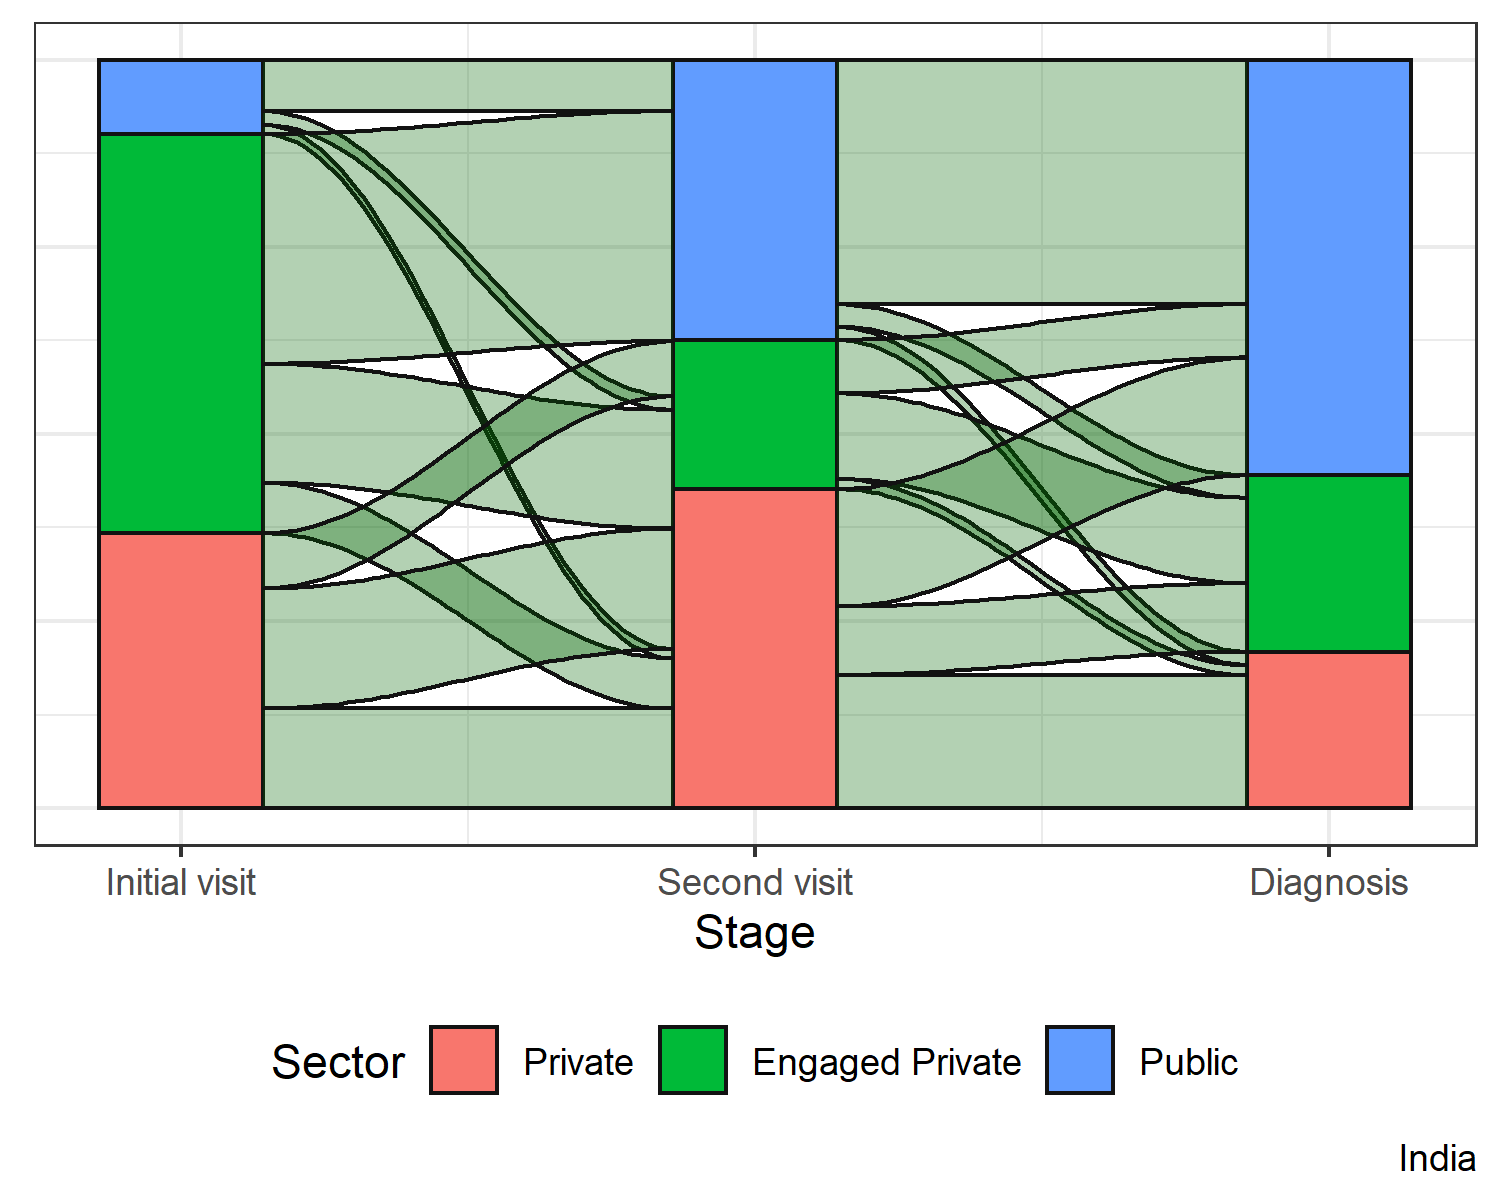 Initial visit Second visit Diagnosis
Stage
Sector Private Engaged Private Public
India